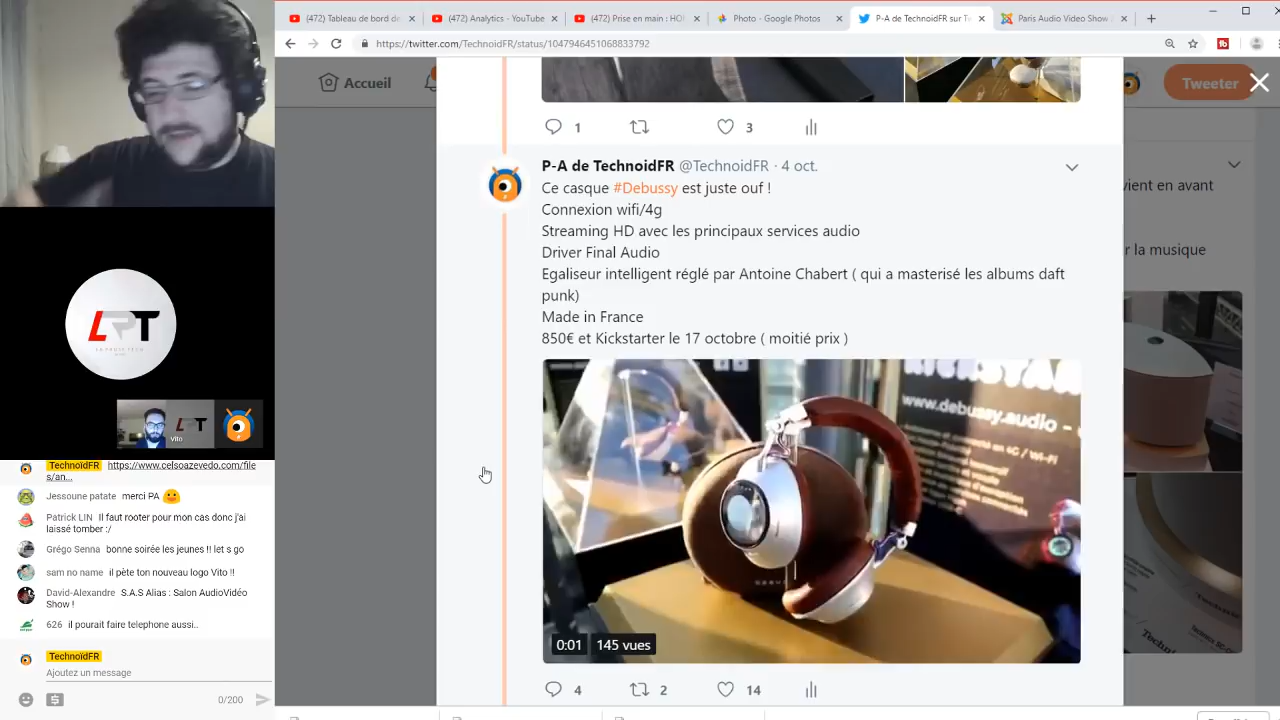 (472) Tableau de bord de
(472) Analytics - YouTube
(472) Prise en main : HO
Photo - Google Photos
P-A de TechnoidFR sur Tw
Paris Audio Video Show
https://twitter.com/TechnoidFR/status/1047946451068833792
Accueil
Tweeter
1
3
P-A de TechnoidFR @TechnoidFR · 4 oct.
Ce casque #Debussy est juste ouf !
Connexion wifi/4g
Streaming HD avec les principaux services audio
Driver Final Audio
Egaliseur intelligent réglé par Antoine Chabert ( qui a masterisé les albums daft
punk)
Made in France
850€ et Kickstarter le 17 octobre ( moitié prix )
www.debussy.audio -
4G / Wi-Fi
0:01 145 vues
4
2
14
vient en avant
r la musique
LPT
LPT
Vito
TechnoïdFR https://www.celsoazevedo.com/file
s/an...
Jessoune patate merci PA
Patrick LIN Il faut rooter pour mon cas donc j'ai
laissé tomber :/
Grégo Senna bonne soirée les jeunes !! let s go
sam no name il pète ton nouveau logo Vito !!
David-Alexandre S.A.S Alias : Salon AudioVidéo
Show !
626 il pourait faire telephone aussi..
TechnoïdFR
Ajoutez un message
0/200